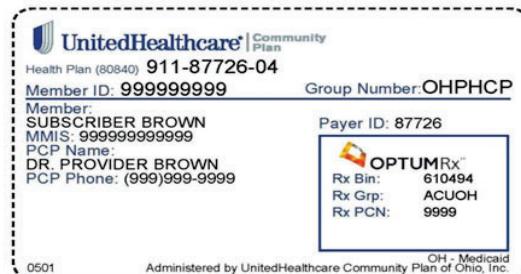 UnitedHealthcare® Community Plan
Health Plan (80840) 911-87726-04
Member ID: 999999999 Group Number: OHPHCP
Member:
SUBSCRIBER BROWN
MMIS: 999999999999
PCP Name:
DR. PROVIDER BROWN
PCP Phone: (999)999-9999
Payer ID: 87726
OPTUMRx™
Rx Bin: 610494
Rx Grp: ACUOH
Rx PCN: 9999
OH - Medicaid
0501 Administered by UnitedHealthcare Community Plan of Ohio, Inc.